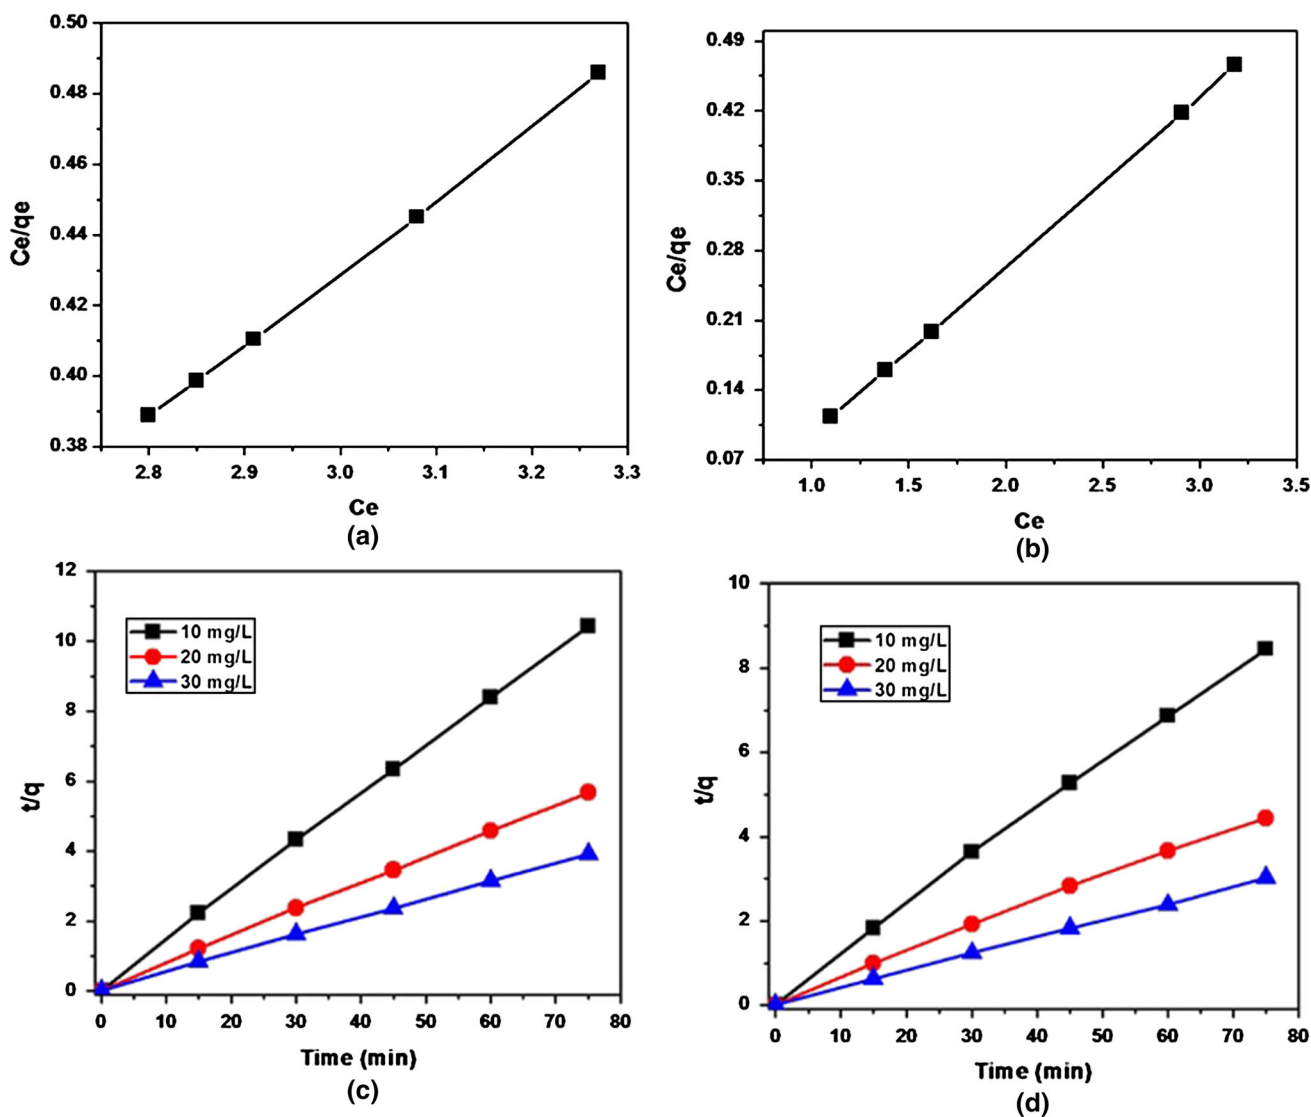 0.50
0.48
0.46
0.44
0.42
0.40
0.38
Ce/qe
2.8 2.9 3.0 3.1 3.2 3.3
Ce
(a)
0.49
0.42
0.35
0.28
0.21
0.14
0.07
Ce/qe
1.0 1.5 2.0 2.5 3.0 3.5
Ce
(b)
12
10
8
6
4
2
0
t/q
10 mg/L
20 mg/L
30 mg/L
0 10 20 30 40 50 60 70 80
Time (min)
(c)
10
8
6
4
2
0
t/q
10 mg/L
20 mg/L
30 mg/L
0 10 20 30 40 50 60 70 80
Time (min)
(d)